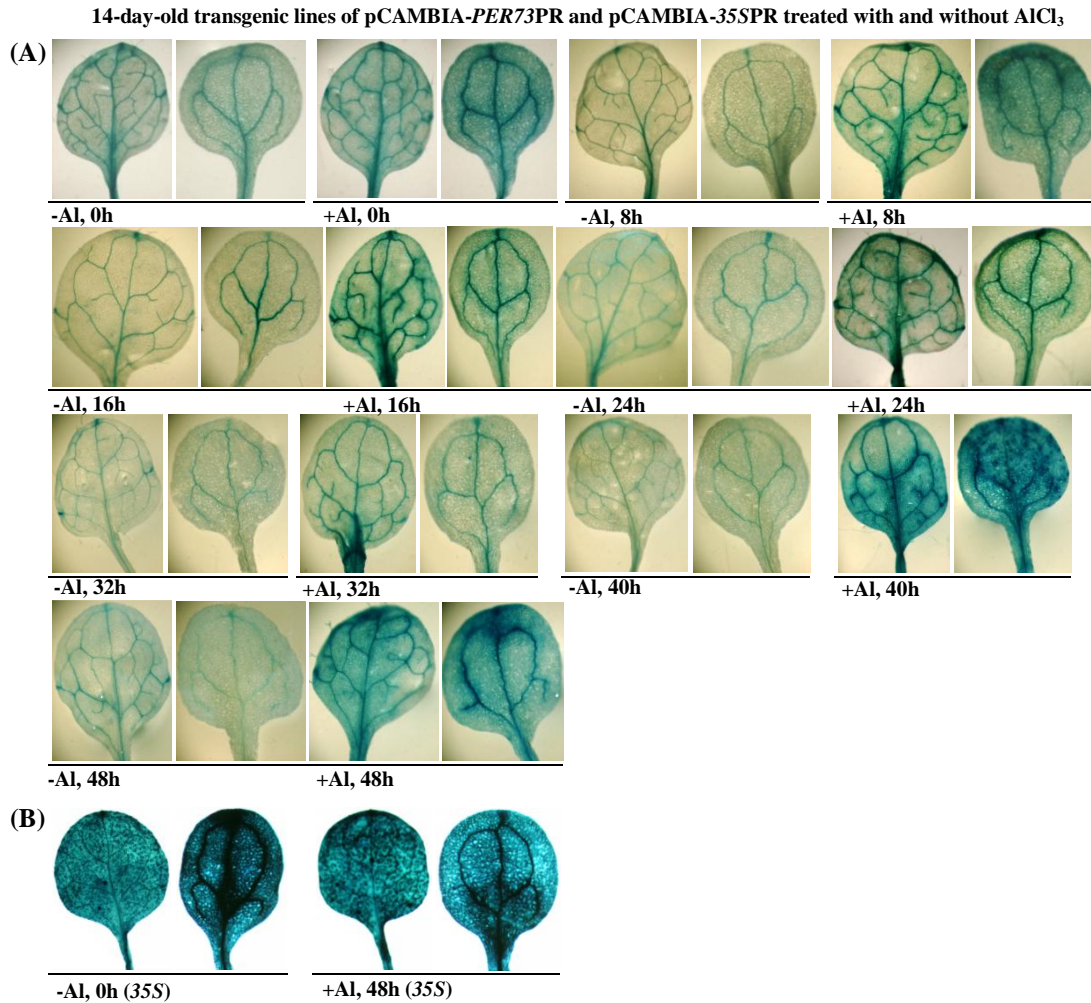 14-day-old transgenic lines of pCAMBIA-PER73PR and pCAMBIA-35SPR treated with and without AlCl₃
(A)
-Al, 0h
+Al, 0h
-Al, 8h
+Al, 8h
-Al, 16h
+Al, 16h
-Al, 24h
+Al, 24h
-Al, 32h
+Al, 32h
-Al, 40h
+Al, 40h
-Al, 48h
+Al, 48h
(B)
-Al, 0h (35S)
+Al, 48h (35S)